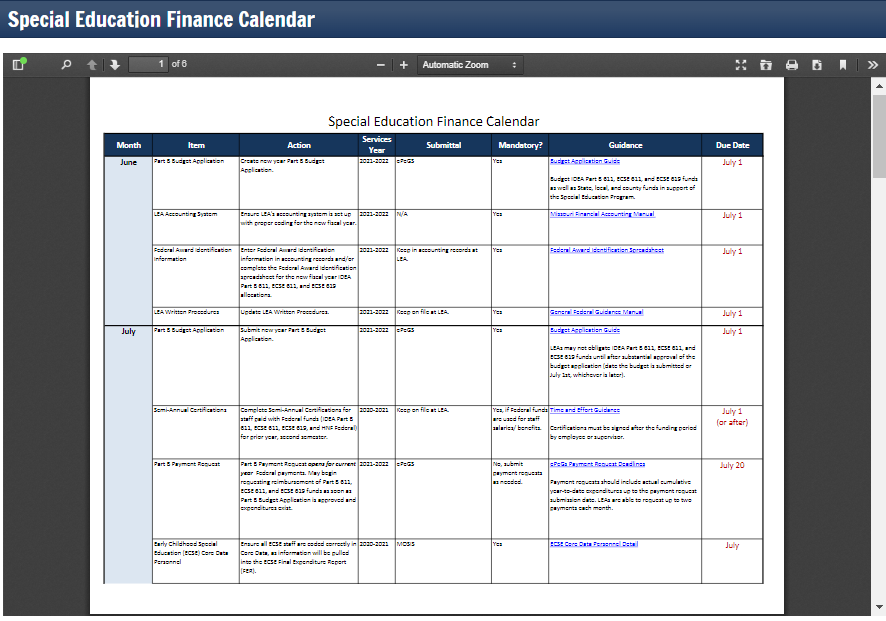 Special Education Finance Calendar
1 of 6
Automatic Zoom
Special Education Finance Calendar
Month Item Action Services Year Submittal Mandatory? Guidance Due Date
June
Part B Budget Application
Create new year Part B Budget
Application.
2021-2022
ePeGS
Yes
Budget Application Guide
Budget IDEA Part B 611, ECSE 611, and ECSE 619 funds
as well as State, local, and county funds in support of
the Special Education Program.
July 1
LEA Accounting System
Ensure LEA's accounting system is set up
with proper coding for the new fiscal year.
2021-2022
N/A
Yes
Missouri Financial Accounting Manual
July 1
Federal Award Identification
Information
Enter Federal Award Identification
information in accounting records and/or
complete the Federal Award Identification
spreadsheet for the new fiscal year IDEA
Part B 611, ECSE 611, and ECSE 619
allocations.
2021-2022
Keep in accounting records at
LEA.
Yes
Federal Award Identification Spreadsheet
July 1
LEA Written Procedures
Update LEA Written Procedures.
2021-2022
Keep on file at LEA.
Yes
General Federal Guidance Manual
July 1
July
Part B Budget Application
Submit new year Part B Budget
Application.
2021-2022
ePeGS
Yes
Budget Application Guide
LEAs may not obligate IDEA Part B 611, ECSE 611, and
ECSE 619 funds until after substantial approval of the
budget application (date the budget is submitted or
July 1st, whichever is later).
July 1
Semi-Annual Certifications
Complete Semi-Annual Certifications for
staff paid with Federal funds (IDEA Part B
611, ECSE 611, ECSE 619, and HNF Federal)
for prior year, second semester.
2020-2021
Keep on file at LEA.
Yes, if Federal funds
are used for staff
salaries/ benefits.
Time and Effort Guidance
Certifications must be signed after the funding period
by employee or supervisor.
July 1
(or after)
Part B Payment Request
Part B Payment Request opens for current
year Federal payments. May begin
requesting reimbursement of Part B 611,
ECSE 611, and ECSE 619 funds as soon as
Part B Budget Application is approved and
expenditures exist.
2021-2022
ePeGS
No, submit
payment requests
as needed.
ePeGs Payment Request Deadlines
Payment requests should include actual cumulative
year-to-date expenditures up to the payment request
submission date. LEAs are able to request up to two
payments each month.
July 20
Early Childhood Special
Education (ECSE) Core Data
Personnel
Ensure all ECSE staff are coded correctly in
Core Data, as information will be pulled
into the ECSE Final Expenditure Report
(FER).
2020-2021
MOSIS
Yes
ECSE Core Data Personnel Detail
July